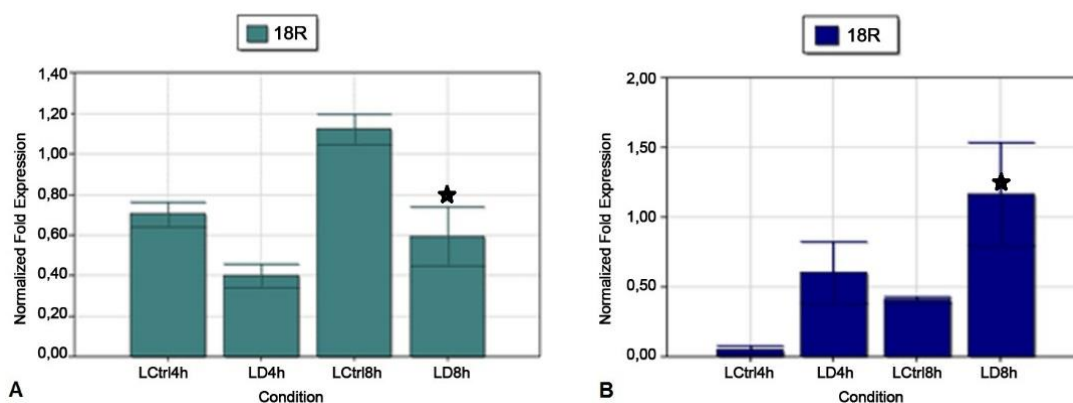 18R
1,40
1,20
1,00
0,80
0,60
0,40
0,20
0,00
Normalized Fold Expression
LCtrl4h LD4h LCtrl8h LD8h
Condition
A
18R
2,00
1,50
1,00
0,50
0,00
Normalized Fold Expression
LCtrl4h LD4h LCtrl8h LD8h
Condition
B